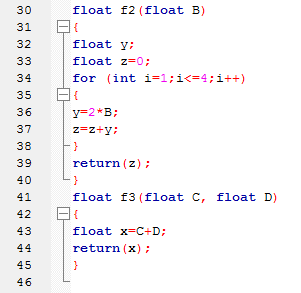 30 float f2(float B)
31 {
32 float y;
33 float z=0;
34 for (int i=1;i<=4;i++)
35 {
36 y=2*B;
37 z=z+y;
38 }
39 return(z);
40 }
41 float f3(float C, float D)
42 {
43 float x=C+D;
44 return(x);
45 }
46